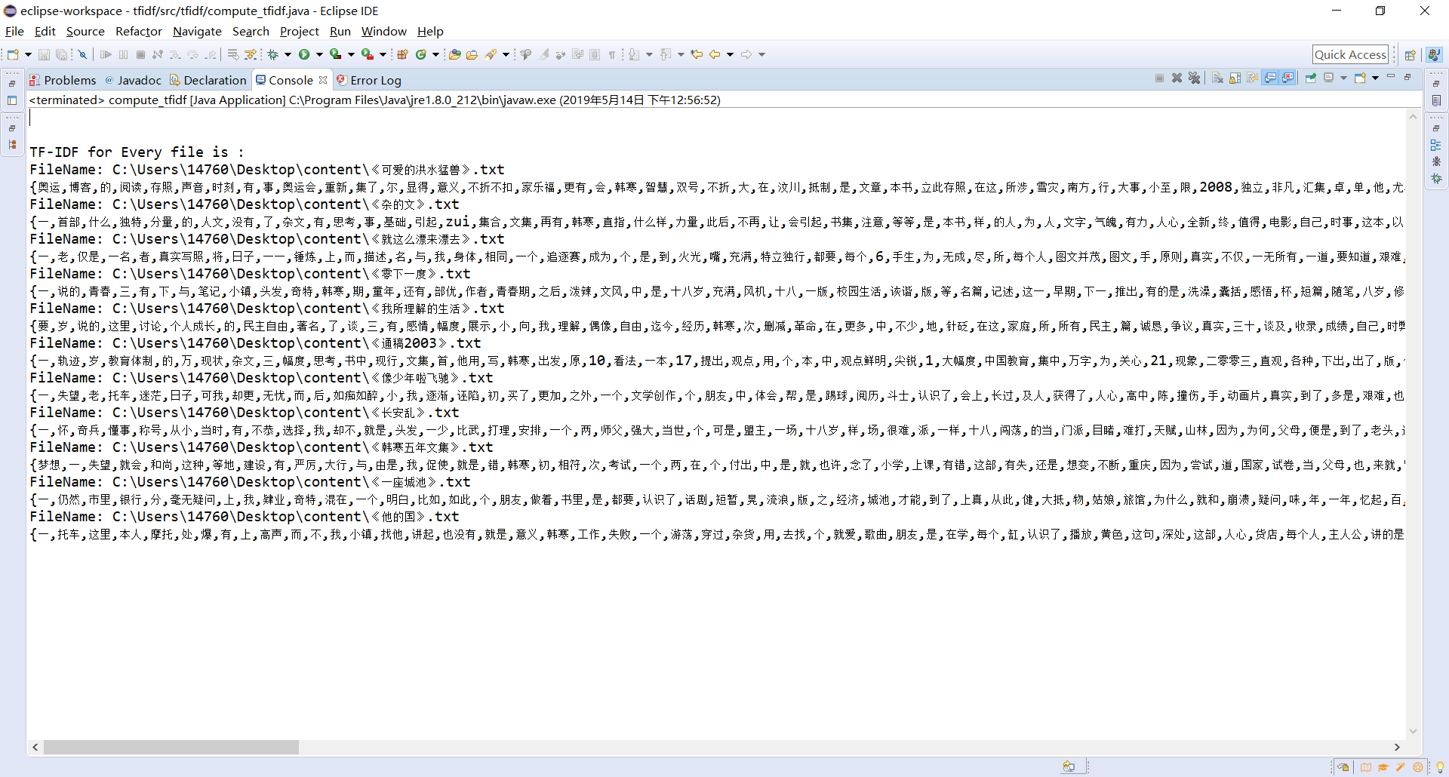 eclipse-workspace - tfidf/src/tfidf/compute_tfidf.java - Eclipse IDE
File Edit Source Refactor Navigate Search Project Run Window Help
Quick Access
Problems @ Javadoc Declaration Console Error Log
<terminated> compute_tfidf [Java Application] C:\Program Files\Java\jre1.8.0_212\bin\javaw.exe (2019年5月14日 下午12:56:52)
TF-IDF for Every file is :
FileName: C:\Users\14760\Desktop\content\《可爱的洪水猛兽》.txt
{奥运,博客,的,阅读,存照,声音,时刻,有,事,奥运会,重新,集了,尔,显得,意义,不折不扣,家乐福,更有,会,韩寒,智慧,双号,不折,大,在,汶川,抵制,是,文章,本书,立此存照,在这,所涉,雪灾,南方,行,大事,小至,限,2008,独立,非凡,汇集,卓,单,他,尤
FileName: C:\Users\14760\Desktop\content\《杂的文》.txt
{一,首部,什么,独特,分量,的,人文,没有,了,杂文,有,思考,事,基础,引起,zui,集合,文集,再有,韩寒,直指,什么样,力量,此后,不再,让,会引起,书集,注意,等等,是,本书,样,的人,为,人,文字,气魄,有力,人心,全新,终,值得,电影,自己,时事,这本,以
FileName: C:\Users\14760\Desktop\content\《就这么漂来漂去》.txt
{一,老,仅是,一名,者,真实写照,将,日子,一一,锤炼,上,而,描述,名,与,我,身体,相同,一个,追逐赛,成为,个,是,到,火光,嘴,充满,特立独行,都要,每个,6,手生,为,无成,尽,所,每个人,图文并茂,图文,手,原则,真实,不仅,一无所有,一道,要知道,艰难,
FileName: C:\Users\14760\Desktop\content\《零下一度》.txt
{一,说的,青春,三,有,下,与,笔记,小镇,头发,奇特,韩寒,期,童年,还有,部优,作者,青春期,之后,泼辣,文风,中,是,十八岁,充满,风机,十八,一版,校园生活,诙谐,版,等,名篇,记述,这一,早期,下一,推出,有的是,洗澡,囊括,感悟,杯,短篇,随笔,八岁,修
FileName: C:\Users\14760\Desktop\content\《我所理解的生活》.txt
{要,岁,说的,这里,讨论,个人成长,的,民主自由,著名,了,谈,三,有,感情,幅度,展示,小,向,我,理解,偶像,自由,迄今,经历,韩寒,次,删减,革命,在,更多,中,不少,地,针砭,在这,家庭,所,所有,民主,篇,诚恳,争议,真实,三十,谈及,收录,成绩,自己,时弊
FileName: C:\Users\14760\Desktop\content\《通稿2003》.txt
{一,轨迹,岁,教育体制,的,万,现状,杂文,三,幅度,思考,书中,现行,文集,首,他用,写,韩寒,出发,原,10,看法,一本,17,提出,观点,用,个,本,中,观点鲜明,尖锐,1,大幅度,中国教育,集中,万字,为,关心,21,现象,二零零三,直观,各种,下出,出了,版,
FileName: C:\Users\14760\Desktop\content\《像少年啦飞驰》.txt
{一,失望,老,托车,迷茫,日子,可我,却更,无忧,而,后,如痴如醉,小,我,逐渐,诬陷,初,买了,更加,之外,一个,文学创作,个,朋友,中,体会,帮,是,踢球,阅历,斗士,认识了,会上,长过,及人,获得了,人心,高中,陈,撞伤,手,动画片,真实,到了,多是,艰难,也
FileName: C:\Users\14760\Desktop\content\《长安乱》.txt
{一,怀,奇兵,懂事,称号,从小,当时,有,不恭,选择,我,却不,就是,头发,一少,比武,打理,安排,一个,两,师父,强大,当世,个,可是,盟主,一场,十八岁,样,场,很难,派,一样,十八,闯荡,的当,门派,目睹,难打,天赋,山林,因为,为何,父母,便是,到了,老头,
FileName: C:\Users\14760\Desktop\content\《韩寒五年文集》.txt
{梦想,一,失望,就会,和尚,这种,等地,建设,有,严厉,大行,与,由是,我,促使,就是,错,韩寒,初,相符,次,考试,一个,两,在,个,付出,中,是,就,也许,念了,小学,上课,有错,这部,有失,还是,想变,不断,重庆,因为,尝试,道,国家,试卷,当,父母,也,来就,
FileName: C:\Users\14760\Desktop\content\《一座城池》.txt
{一,仍然,市里,银行,分,毫无疑问,上,我,肄业,奇特,混在,一个,明白,比如,如此,个,朋友,做着,书里,是,都要,认识了,话剧,短暂,晃,流浪,版,之,经济,城池,才能,到了,上真,从此,健,大抵,物,姑娘,旅馆,为什么,就和,崩溃,疑问,味,年,一年,忆起,百,
FileName: C:\Users\14760\Desktop\content\《他的国》.txt
{一,托车,这里,本人,摩托,处,爆,有,上,高声,而,不,我,小镇,找他,讲起,也没有,就是,意义,韩寒,工作,失败,一个,游荡,穿过,杂货,用,去找,个,就爱,歌曲,朋友,是,在学,每个,缸,认识了,播放,黄色,这句,深处,这部,人心,货店,每个人,主人公,讲的是